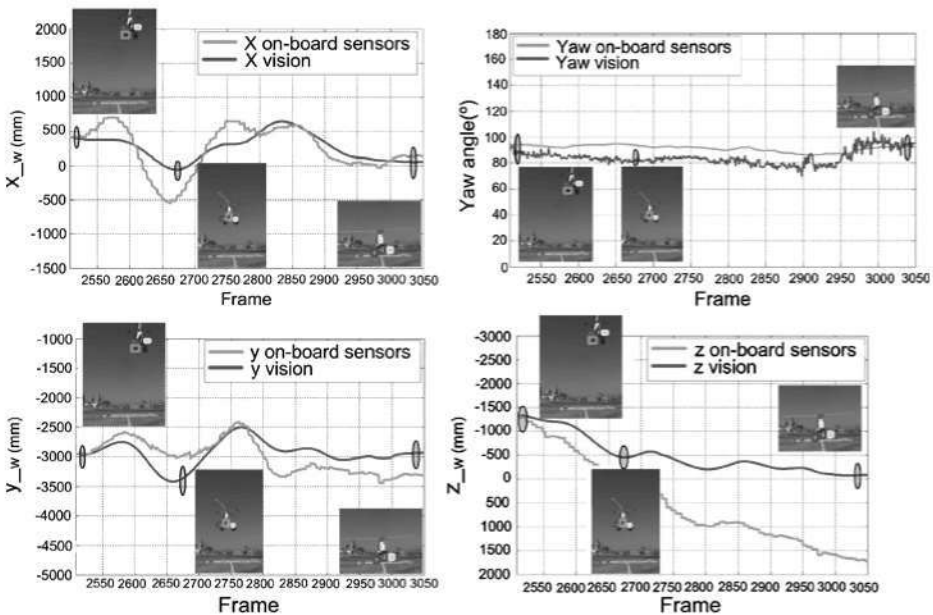 2000
1500
1000
500
0
-500
-1000
-1500
X_w (mm)
X on-board sensors
X vision
2550 2600 2650 2700 2750 2800 2850 2900 2950 3000 3050
Frame
180
160
140
120
100
80
60
40
20
0
Yaw angle(º)
Yaw on-board sensors
Yaw vision
2550 2600 2650 2700 2750 2800 2850 2900 2950 3000 3050
Frame
-1000
-1500
-2000
-2500
-3000
-3500
-4000
-4500
-5000
y_w (mm)
y on-board sensors
y vision
2550 2600 2650 2700 2750 2800 2850 2900 2950 3000 3050
Frame
-3000
-2500
-2000
-1500
-1000
-500
0
500
1000
1500
2000
z_w (mm)
z on-board sensors
z vision
2550 2600 2650 2700 2750 2800 2850 2900 2950 3000 3050
Frame